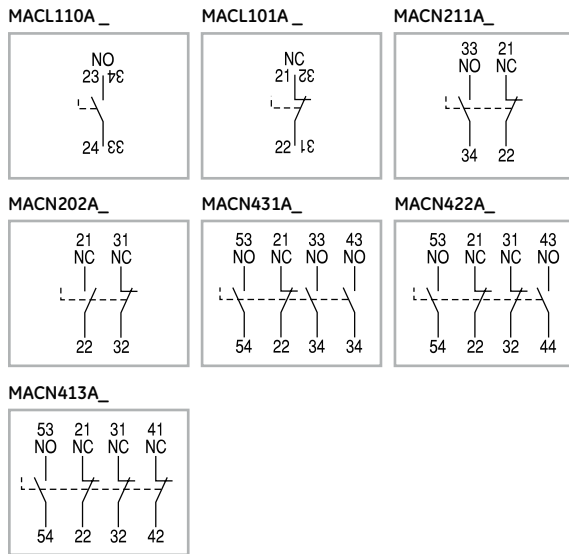 MACL110A_
MACL101A_
MACN211A_
NO
23 34
24 33
NC
21 32
22 31
33 21
NO NC
34 22
MACN202A_
MACN431A_
MACN422A_
21 31
NC NC
22 32
53 21 33 43
NO NC NO NO
54 22 34 34
53 21 31 43
NO NC NC NO
54 22 32 44
MACN413A_
53 21 31 41
NO NC NC NC
54 22 32 42